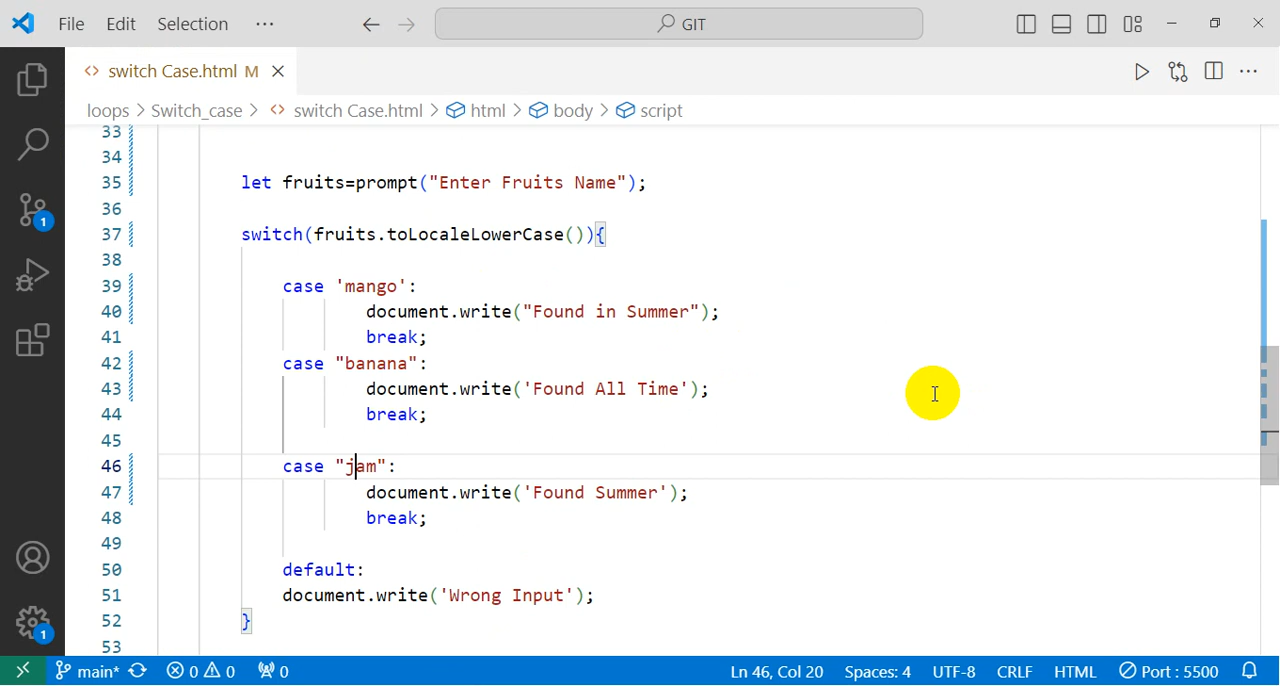 File Edit Selection ··· GIT
switch Case.html M
loops > Switch_case > switch Case.html > html > body > script
33
34
35 let fruits=prompt("Enter Fruits Name");
36
37 switch(fruits.toLocaleLowerCase()){
38
39 case 'mango':
40 document.write("Found in Summer");
41 break;
42 case "banana":
43 document.write('Found All Time');
44 break;
45
46 case "jam":
47 document.write('Found Summer');
48 break;
49
50 default:
51 document.write('Wrong Input');
52 }
53
1
1
main* 0 0 0 Ln 46, Col 20 Spaces: 4 UTF-8 CRLF HTML Port : 5500